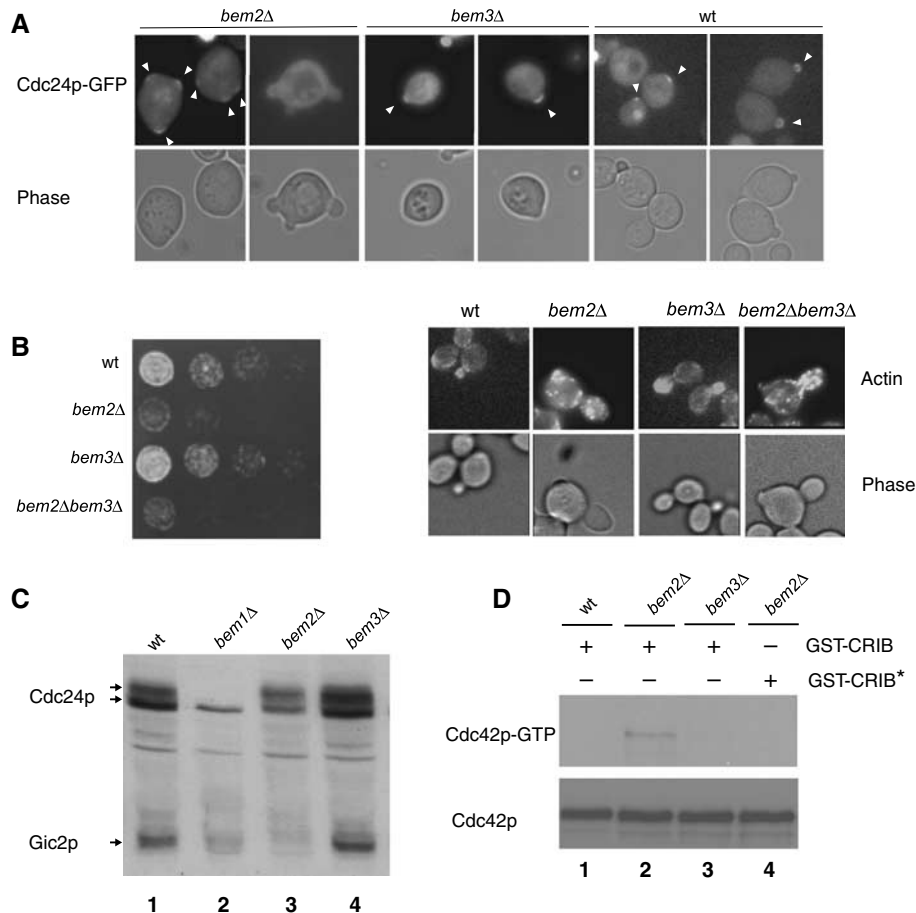 A
bem2Δ bem3Δ wt
Cdc24p-GFP
Phase
B
wt
bem2Δ
bem3Δ
bem2Δbem3Δ
wt bem2Δ bem3Δ bem2Δbem3Δ
Actin
Phase
C
wt bem1Δ bem2Δ bem3Δ
Cdc24p
Gic2p
1 2 3 4
D
wt bem2Δ bem3Δ bem2Δ
+ + + − GST-CRIB
− − − + GST-CRIB*
Cdc42p-GTP
Cdc42p
1 2 3 4